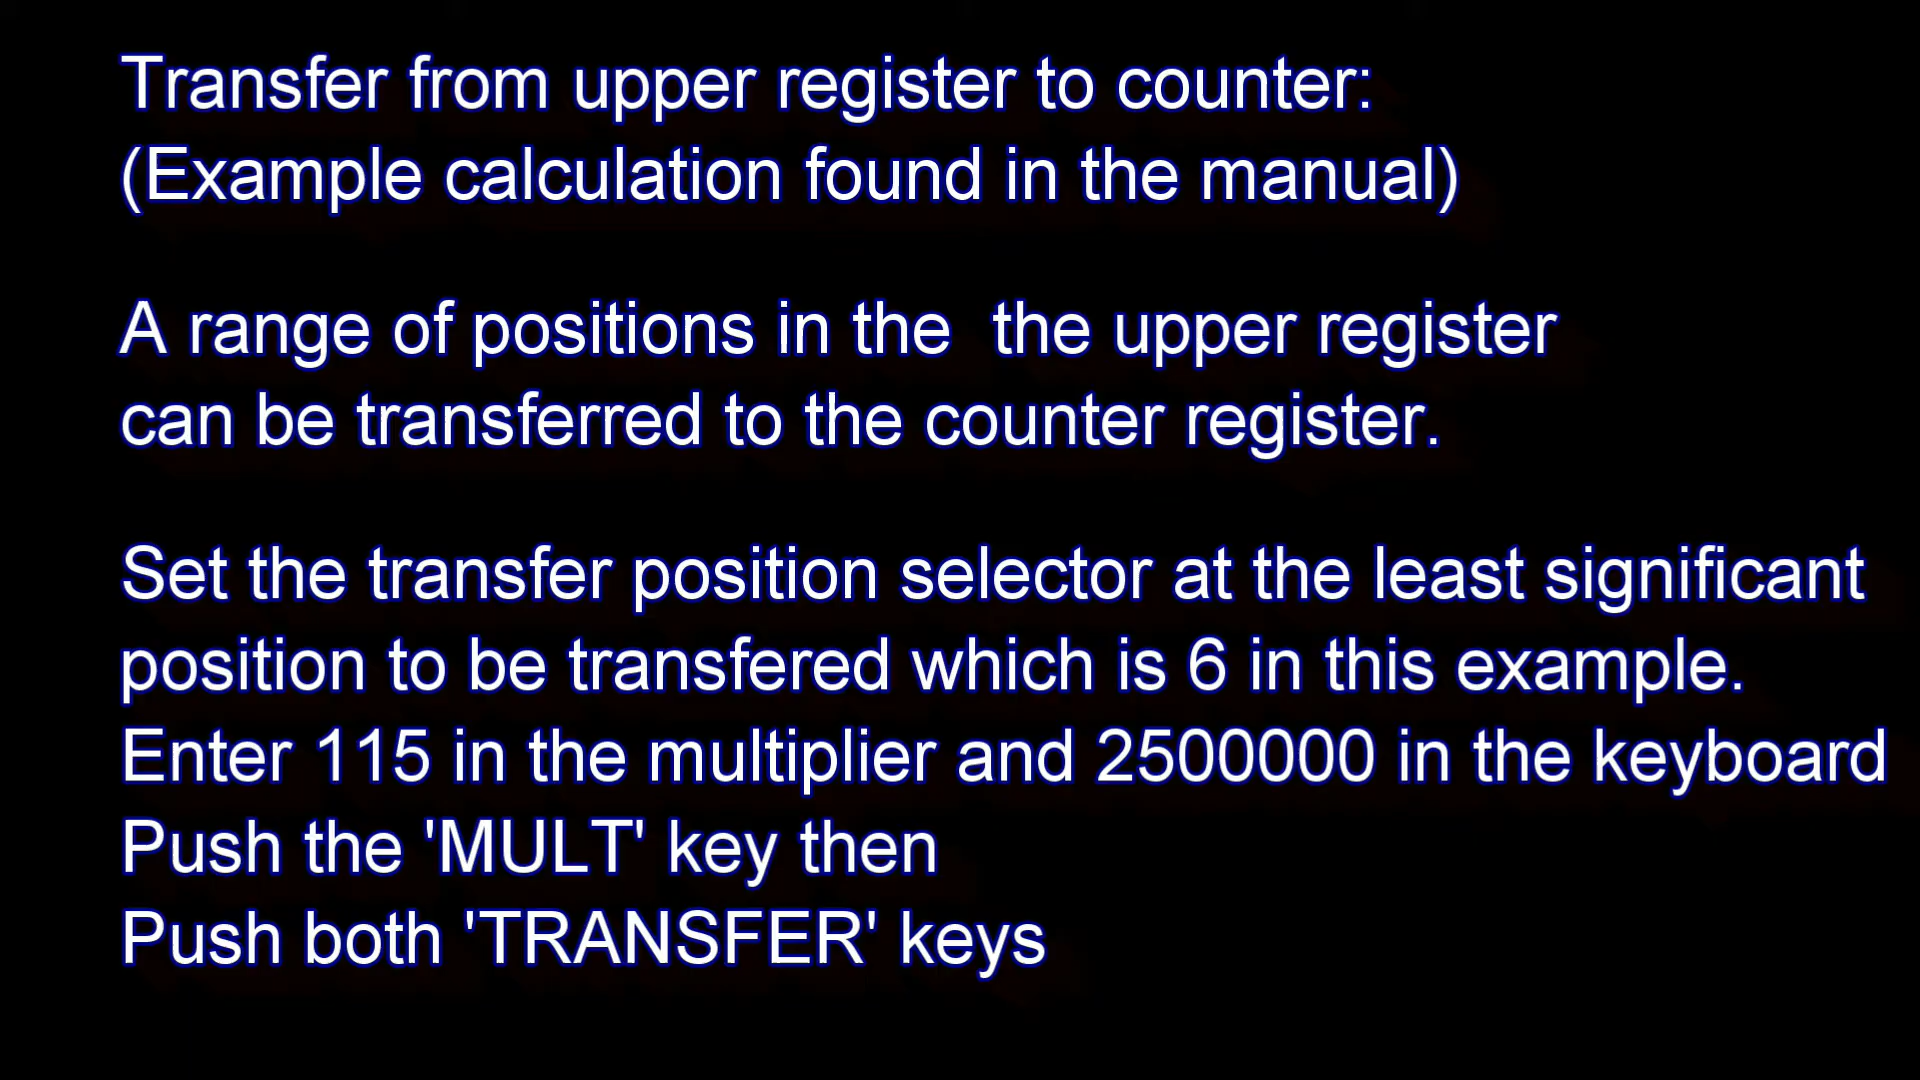 Transfer from upper register to counter:
(Example calculation found in the manual)
A range of positions in the  the upper register
can be transferred to the counter register.
Set the transfer position selector at the least significant
position to be transfered which is 6 in this example.
Enter 115 in the multiplier and 2500000 in the keyboard
Push the 'MULT' key then
Push both 'TRANSFER' keys